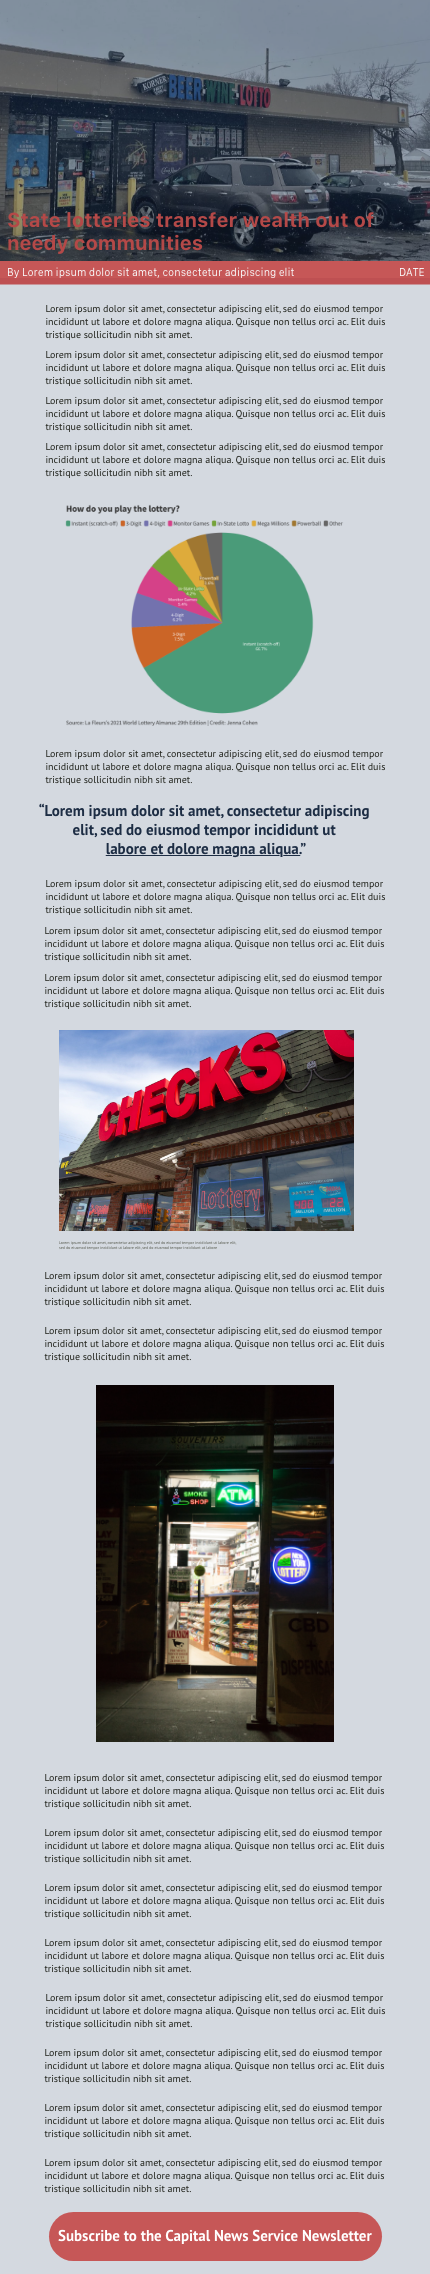 KORNER
BEER WINE LOTTO
State lotteries transfer wealth out of
needy communities
By Lorem ipsum dolor sit amet, consectetur adipiscing elit DATE
Lorem ipsum dolor sit amet, consectetur adipiscing elit, sed do eiusmod tempor
incididunt ut labore et dolore magna aliqua. Quisque non tellus orci ac. Elit duis
tristique sollicitudin nibh sit amet.
Lorem ipsum dolor sit amet, consectetur adipiscing elit, sed do eiusmod tempor
incididunt ut labore et dolore magna aliqua. Quisque non tellus orci ac. Elit duis
tristique sollicitudin nibh sit amet.
Lorem ipsum dolor sit amet, consectetur adipiscing elit, sed do eiusmod tempor
incididunt ut labore et dolore magna aliqua. Quisque non tellus orci ac. Elit duis
tristique sollicitudin nibh sit amet.
Lorem ipsum dolor sit amet, consectetur adipiscing elit, sed do eiusmod tempor
incididunt ut labore et dolore magna aliqua. Quisque non tellus orci ac. Elit duis
tristique sollicitudin nibh sit amet.
How do you play the lottery?
Instant (scratch off) 3-Digit 4-Digit Monitor Games In-State Lotto Mega Millions Powerball Other
Powerball
Monitor Games
4-Digit
3-Digit
7.5%
Instant (scratch off)
Source: La Fleurs's 2021 World Lottery Almanac 29th Edition | Credit: Jenna Cohen
Lorem ipsum dolor sit amet, consectetur adipiscing elit, sed do eiusmod tempor
incididunt ut labore et dolore magna aliqua. Quisque non tellus orci ac. Elit duis
tristique sollicitudin nibh sit amet.
“Lorem ipsum dolor sit amet, consectetur adipiscing
elit, sed do eiusmod tempor incididunt ut
labore et dolore magna aliqua.”
Lorem ipsum dolor sit amet, consectetur adipiscing elit, sed do eiusmod tempor
incididunt ut labore et dolore magna aliqua. Quisque non tellus orci ac. Elit duis
tristique sollicitudin nibh sit amet.
Lorem ipsum dolor sit amet, consectetur adipiscing elit, sed do eiusmod tempor
incididunt ut labore et dolore magna aliqua. Quisque non tellus orci ac. Elit duis
tristique sollicitudin nibh sit amet.
Lorem ipsum dolor sit amet, consectetur adipiscing elit, sed do eiusmod tempor
incididunt ut labore et dolore magna aliqua. Quisque non tellus orci ac. Elit duis
tristique sollicitudin nibh sit amet.
CHECKS
Lottery
MILLION MILLION
Lorem ipsum dolor sit amet, consectetur adipiscing elit, sed do eiusmod tempor incididunt ut labore elit,
sed do eiusmod tempor incididunt ut labore elit, sed do eiusmod tempor incididunt ut labore
Lorem ipsum dolor sit amet, consectetur adipiscing elit, sed do eiusmod tempor
incididunt ut labore et dolore magna aliqua. Quisque non tellus orci ac. Elit duis
tristique sollicitudin nibh sit amet.
Lorem ipsum dolor sit amet, consectetur adipiscing elit, sed do eiusmod tempor
incididunt ut labore et dolore magna aliqua. Quisque non tellus orci ac. Elit duis
tristique sollicitudin nibh sit amet.
SOUVENIRS
SMOKE
SHOP
ATM
NEW
YORK
LOTTERY
CBD
+
DISPENSA
Lorem ipsum dolor sit amet, consectetur adipiscing elit, sed do eiusmod tempor
incididunt ut labore et dolore magna aliqua. Quisque non tellus orci ac. Elit duis
tristique sollicitudin nibh sit amet.
Lorem ipsum dolor sit amet, consectetur adipiscing elit, sed do eiusmod tempor
incididunt ut labore et dolore magna aliqua. Quisque non tellus orci ac. Elit duis
tristique sollicitudin nibh sit amet.
Lorem ipsum dolor sit amet, consectetur adipiscing elit, sed do eiusmod tempor
incididunt ut labore et dolore magna aliqua. Quisque non tellus orci ac. Elit duis
tristique sollicitudin nibh sit amet.
Lorem ipsum dolor sit amet, consectetur adipiscing elit, sed do eiusmod tempor
incididunt ut labore et dolore magna aliqua. Quisque non tellus orci ac. Elit duis
tristique sollicitudin nibh sit amet.
Lorem ipsum dolor sit amet, consectetur adipiscing elit, sed do eiusmod tempor
incididunt ut labore et dolore magna aliqua. Quisque non tellus orci ac. Elit duis
tristique sollicitudin nibh sit amet.
Lorem ipsum dolor sit amet, consectetur adipiscing elit, sed do eiusmod tempor
incididunt ut labore et dolore magna aliqua. Quisque non tellus orci ac. Elit duis
tristique sollicitudin nibh sit amet.
Lorem ipsum dolor sit amet, consectetur adipiscing elit, sed do eiusmod tempor
incididunt ut labore et dolore magna aliqua. Quisque non tellus orci ac. Elit duis
tristique sollicitudin nibh sit amet.
Lorem ipsum dolor sit amet, consectetur adipiscing elit, sed do eiusmod tempor
incididunt ut labore et dolore magna aliqua. Quisque non tellus orci ac. Elit duis
tristique sollicitudin nibh sit amet.
Subscribe to the Capital News Service Newsletter